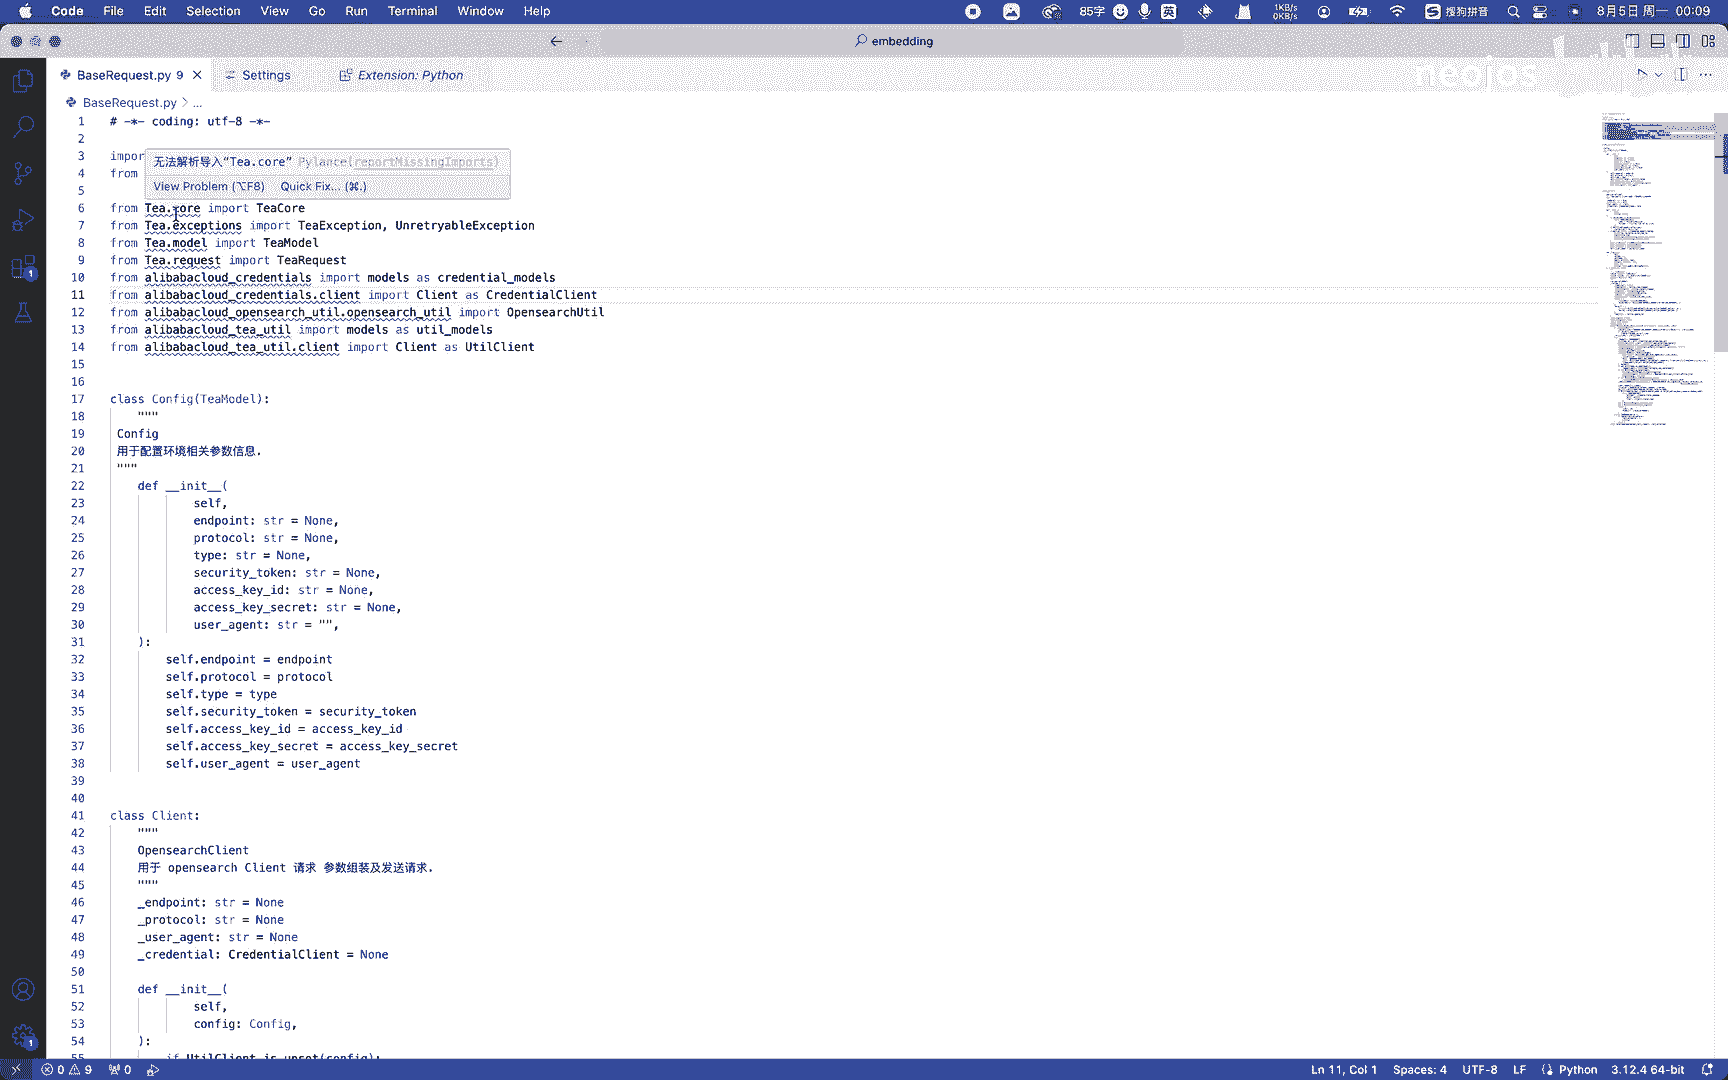 Code File Edit Selection View Go Run Terminal Window Help 85字 英 1KB/s 0KB/s 搜狗拼音 8月5日 周一 00:09
embedding
BaseRequest.py 9 Settings Extension: Python
neojos
BaseRequest.py > ...
1 # -*- coding: utf-8 -*-
2
3 impor
无法解析导入“Tea.core” Pylance(reportMissingImports)
4 from
View Problem (⌥F8) Quick Fix... (⌘.)
5
6 from Tea.core import TeaCore
7 from Tea.exceptions import TeaException, UnretryableException
8 from Tea.model import TeaModel
9 from Tea.request import TeaRequest
10 from alibabacloud_credentials import models as credential_models
11 from alibabacloud_credentials.client import Client as CredentialClient
12 from alibabacloud_opensearch_util.opensearch_util import OpensearchUtil
13 from alibabacloud_tea_util import models as util_models
14 from alibabacloud_tea_util.client import Client as UtilClient
15
16
17 class Config(TeaModel):
18 """
19 Config
20 用于配置环境相关参数信息.
21 """
22 def __init__(
23 self,
24 endpoint: str = None,
25 protocol: str = None,
26 type: str = None,
27 security_token: str = None,
28 access_key_id: str = None,
29 access_key_secret: str = None,
30 user_agent: str = "",
31 ):
32 self.endpoint = endpoint
33 self.protocol = protocol
34 self.type = type
35 self.security_token = security_token
36 self.access_key_id = access_key_id
37 self.access_key_secret = access_key_secret
38 self.user_agent = user_agent
39
40
41 class Client:
42 """
43 OpensearchClient
44 用于 opensearch Client 请求 参数组装及发送请求.
45 """
46 _endpoint: str = None
47 _protocol: str = None
48 _user_agent: str = None
49 _credential: CredentialClient = None
50
51 def __init__(
52 self,
53 config: Config,
54 ):
55 if UtilClient.is_unset(config):
0 9 0 Ln 11, Col 1 Spaces: 4 UTF-8 LF Python 3.12.4 64-bit